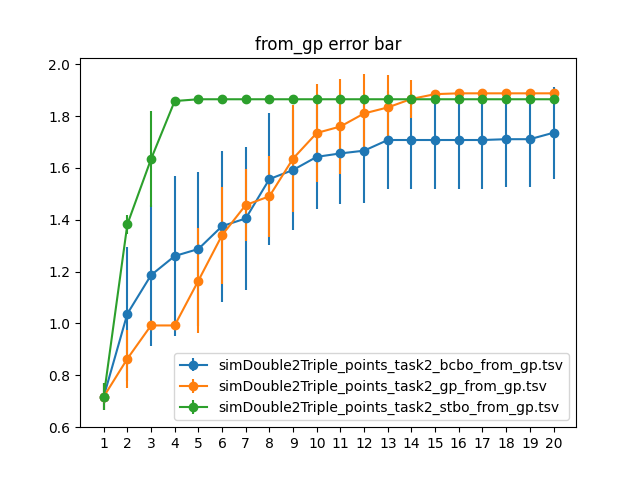 from_gp error bar
2.0
1.8
1.6
1.4
1.2
1.0
0.8
0.6
simDouble2Triple_points_task2_bcbo_from_gp.tsv
simDouble2Triple_points_task2_gp_from_gp.tsv
simDouble2Triple_points_task2_stbo_from_gp.tsv
1 2 3 4 5 6 7 8 9 10 11 12 13 14 15 16 17 18 19 20